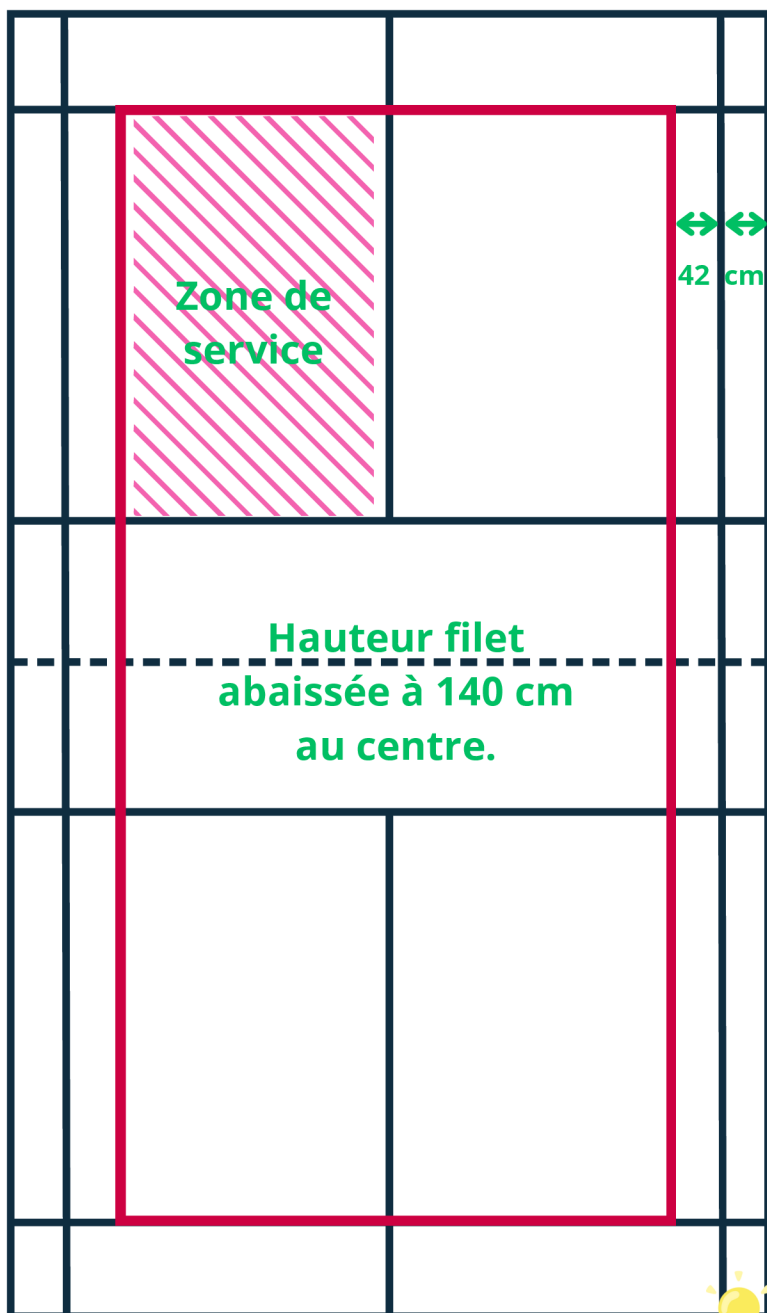 42 cm
Zone de
service
Hauteur filet
abaissée à 140 cm
au centre.